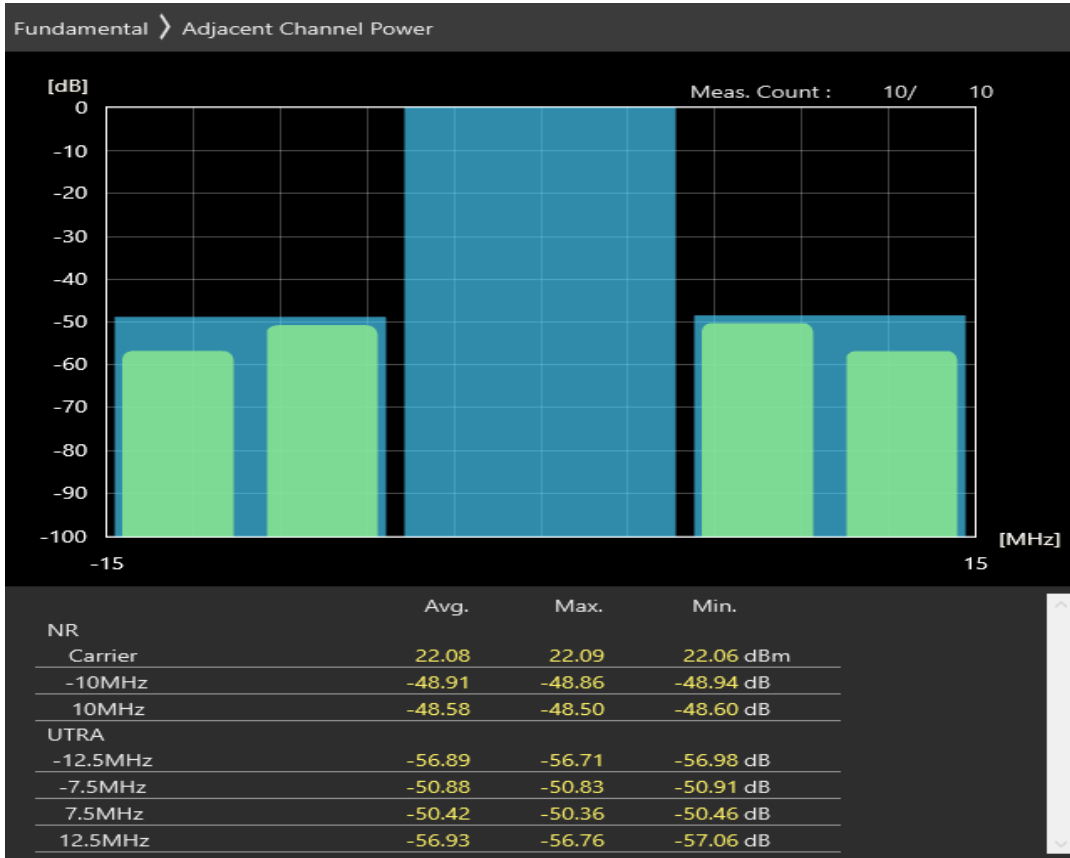 Fundamental 〉 Adjacent Channel Power
[dB]
Meas. Count : 10/ 10
0
-10
-20
-30
-40
-50
-60
-70
-80
-90
-100
[MHz]
-15 15
Avg. Max. Min.
NR
Carrier 22.08 22.09 22.06 dBm
-10MHz -48.91 -48.86 -48.94 dB
10MHz -48.58 -48.50 -48.60 dB
UTRA
-12.5MHz -56.89 -56.71 -56.98 dB
-7.5MHz -50.88 -50.83 -50.91 dB
7.5MHz -50.42 -50.36 -50.46 dB
12.5MHz -56.93 -56.76 -57.06 dB